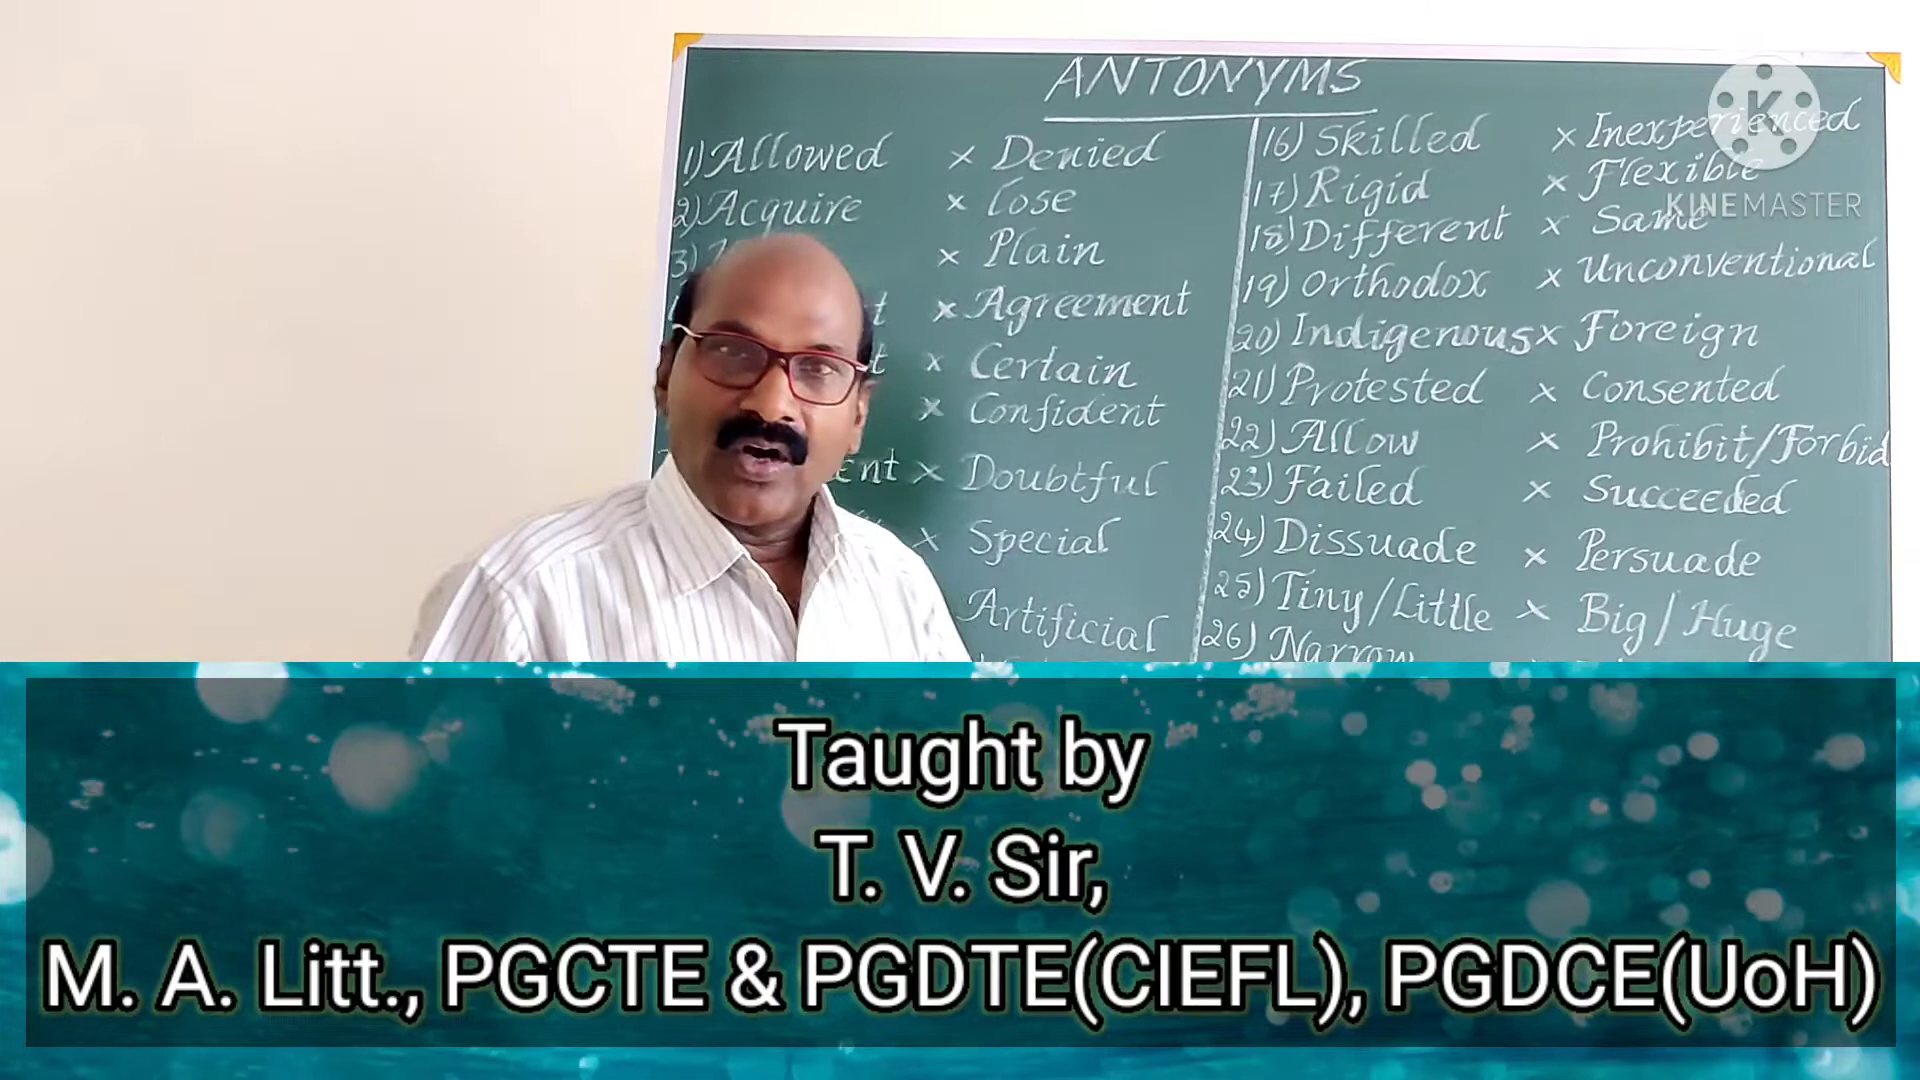 ANTONYMS
1) Allowed × Denied
2) Acquire × Lose
3) × Plain
× Agreement
× Certain
× Confident
× Doubtful
× Special
Artificial
16) Skilled × Inexperienced
17) Rigid × Flexible
18) Different × Same
19) Orthodox × Unconventional
20) Indigenous × Foreign
21) Protested × Consented
22) Allow × Prohibit/Forbid
23) Failed × Succeeded
24) Dissuade × Persuade
25) Tiny/Little × Big/Huge
26) Narrow
KINEMASTER
Taught by
T. V. Sir,
M. A. Litt., PGCTE & PGDTE(CIEFL), PGDCE(UoH)